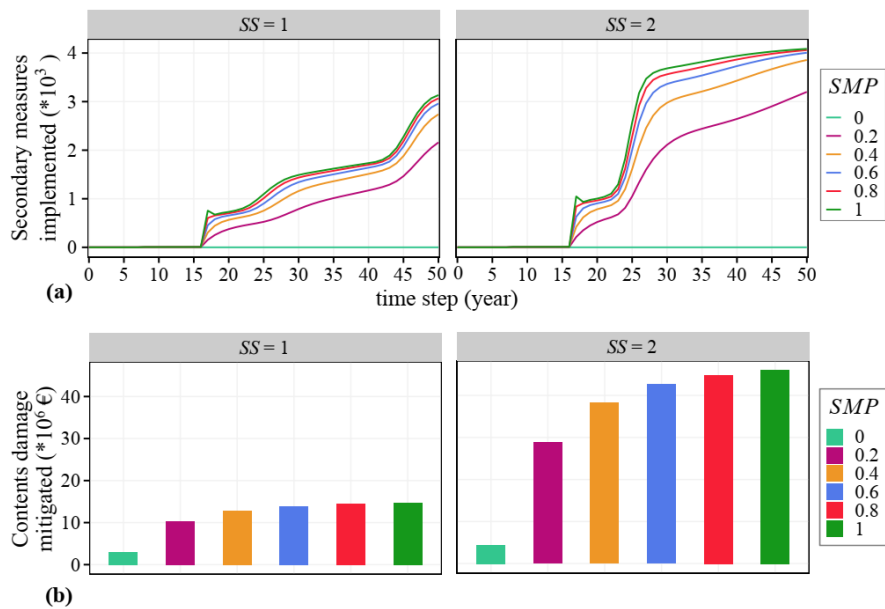 SS = 1
SS = 2
Secondary measures
implemented (*10³)
4
3
2
1
0
0 5 10 15 20 25 30 35 40 45 50
0 5 10 15 20 25 30 35 40 45 50
time step (year)
(a)
SMP
0
0.2
0.4
0.6
0.8
1
SS = 1
SS = 2
Contents damage
mitigated (*10⁶ €)
40
30
20
10
0
(b)
SMP
0
0.2
0.4
0.6
0.8
1